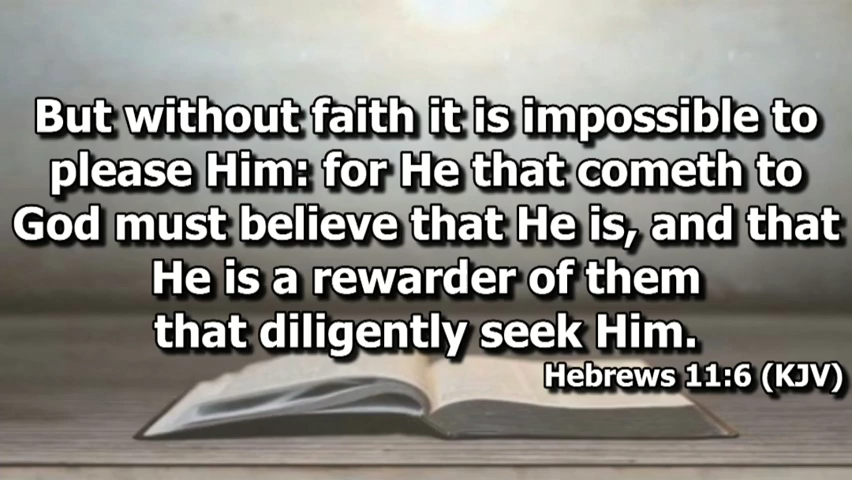 But without faith it is impossible to
please Him: for He that cometh to
God must believe that He is, and that
He is a rewarder of them
that diligently seek Him.
Hebrews 11:6 (KJV)